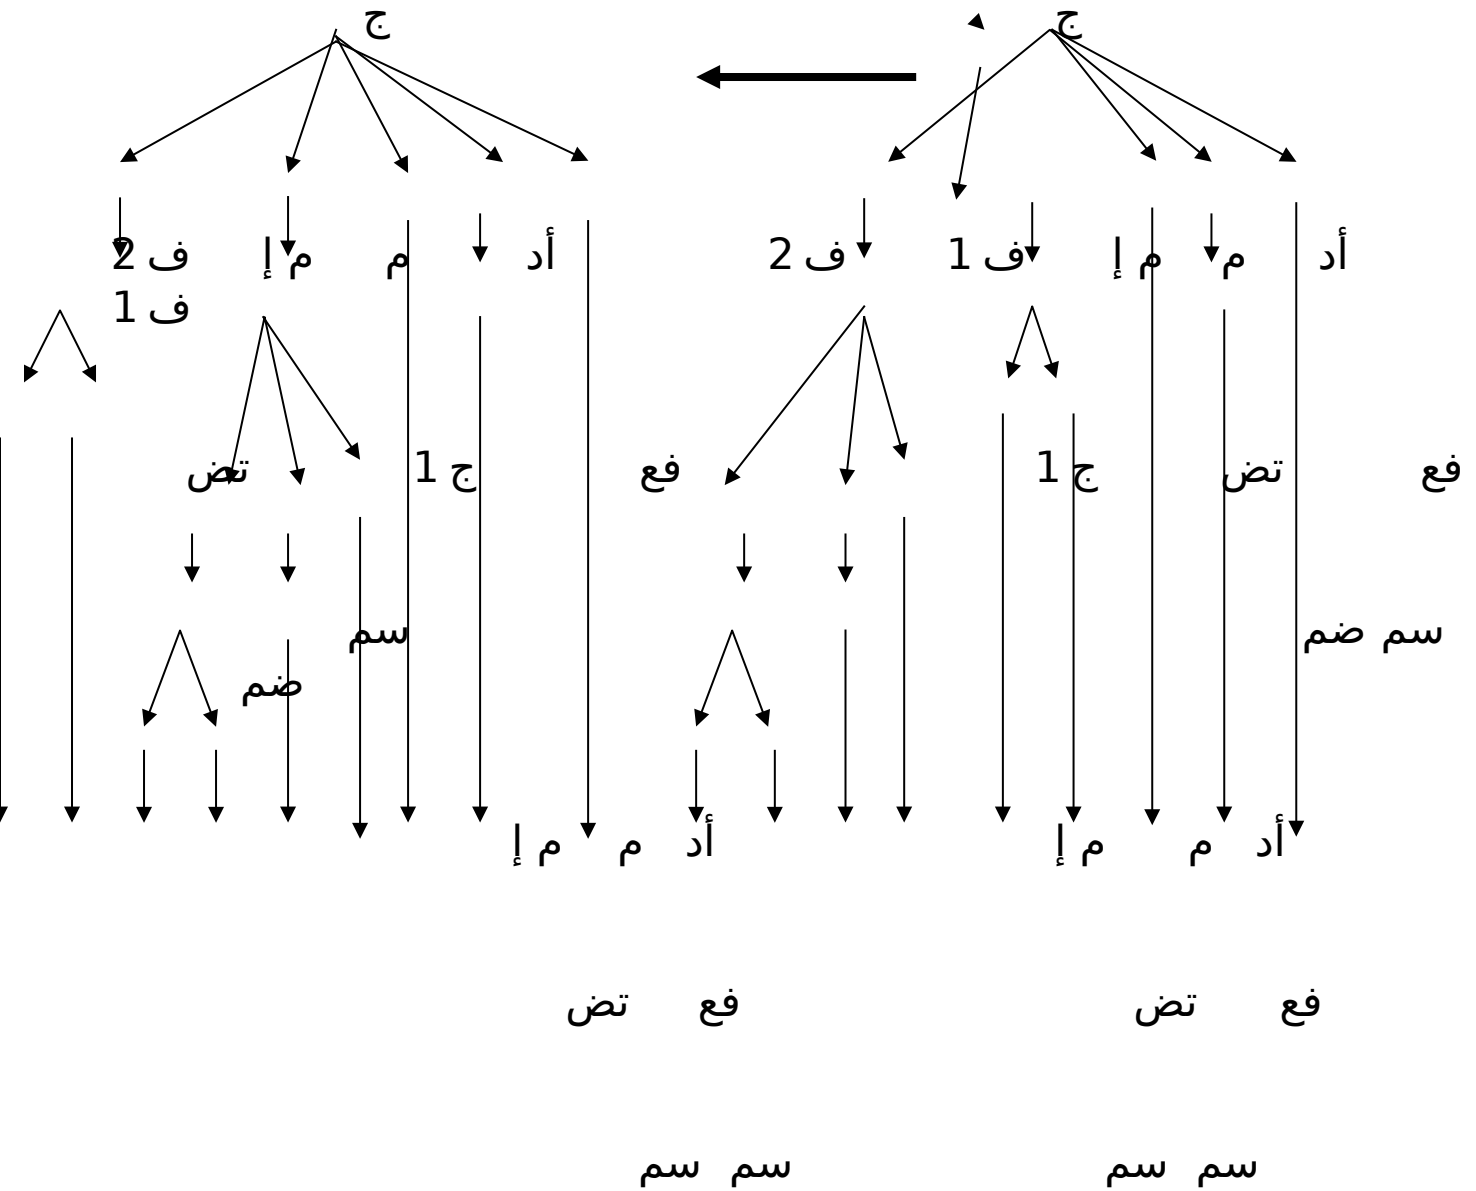 ج ج
أد م م إ ف 1 ف 2 أد م م إ ف 2
ف 1
فع تض ج 1 فع ج 1 تض
سم ضم سم
ضم
أد م م إ أد م م إ
فع تض فع تض
سم سم سم سم